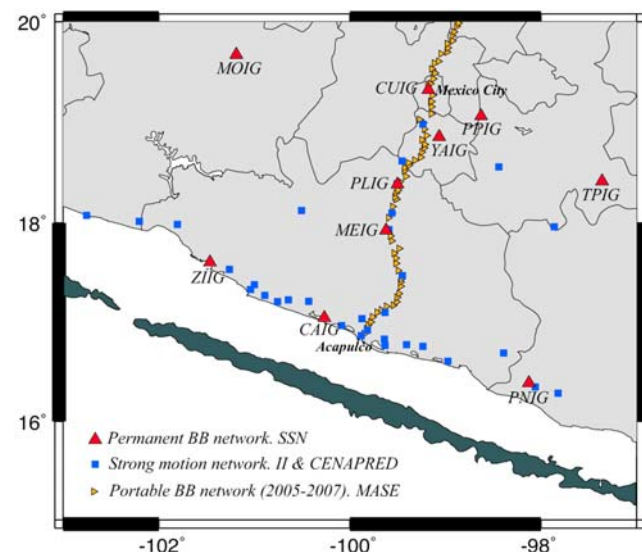 20°
MOIG
CUIG
Mexico City
PPIG
YAIG
PLIG
TPIG
18°
MEIG
ZIIG
CAIG
Acapulco
PNIG
16°
Permanent BB network. SSN
Strong motion network. II & CENAPRED
Portable BB network (2005-2007). MASE
-102 -100 -98